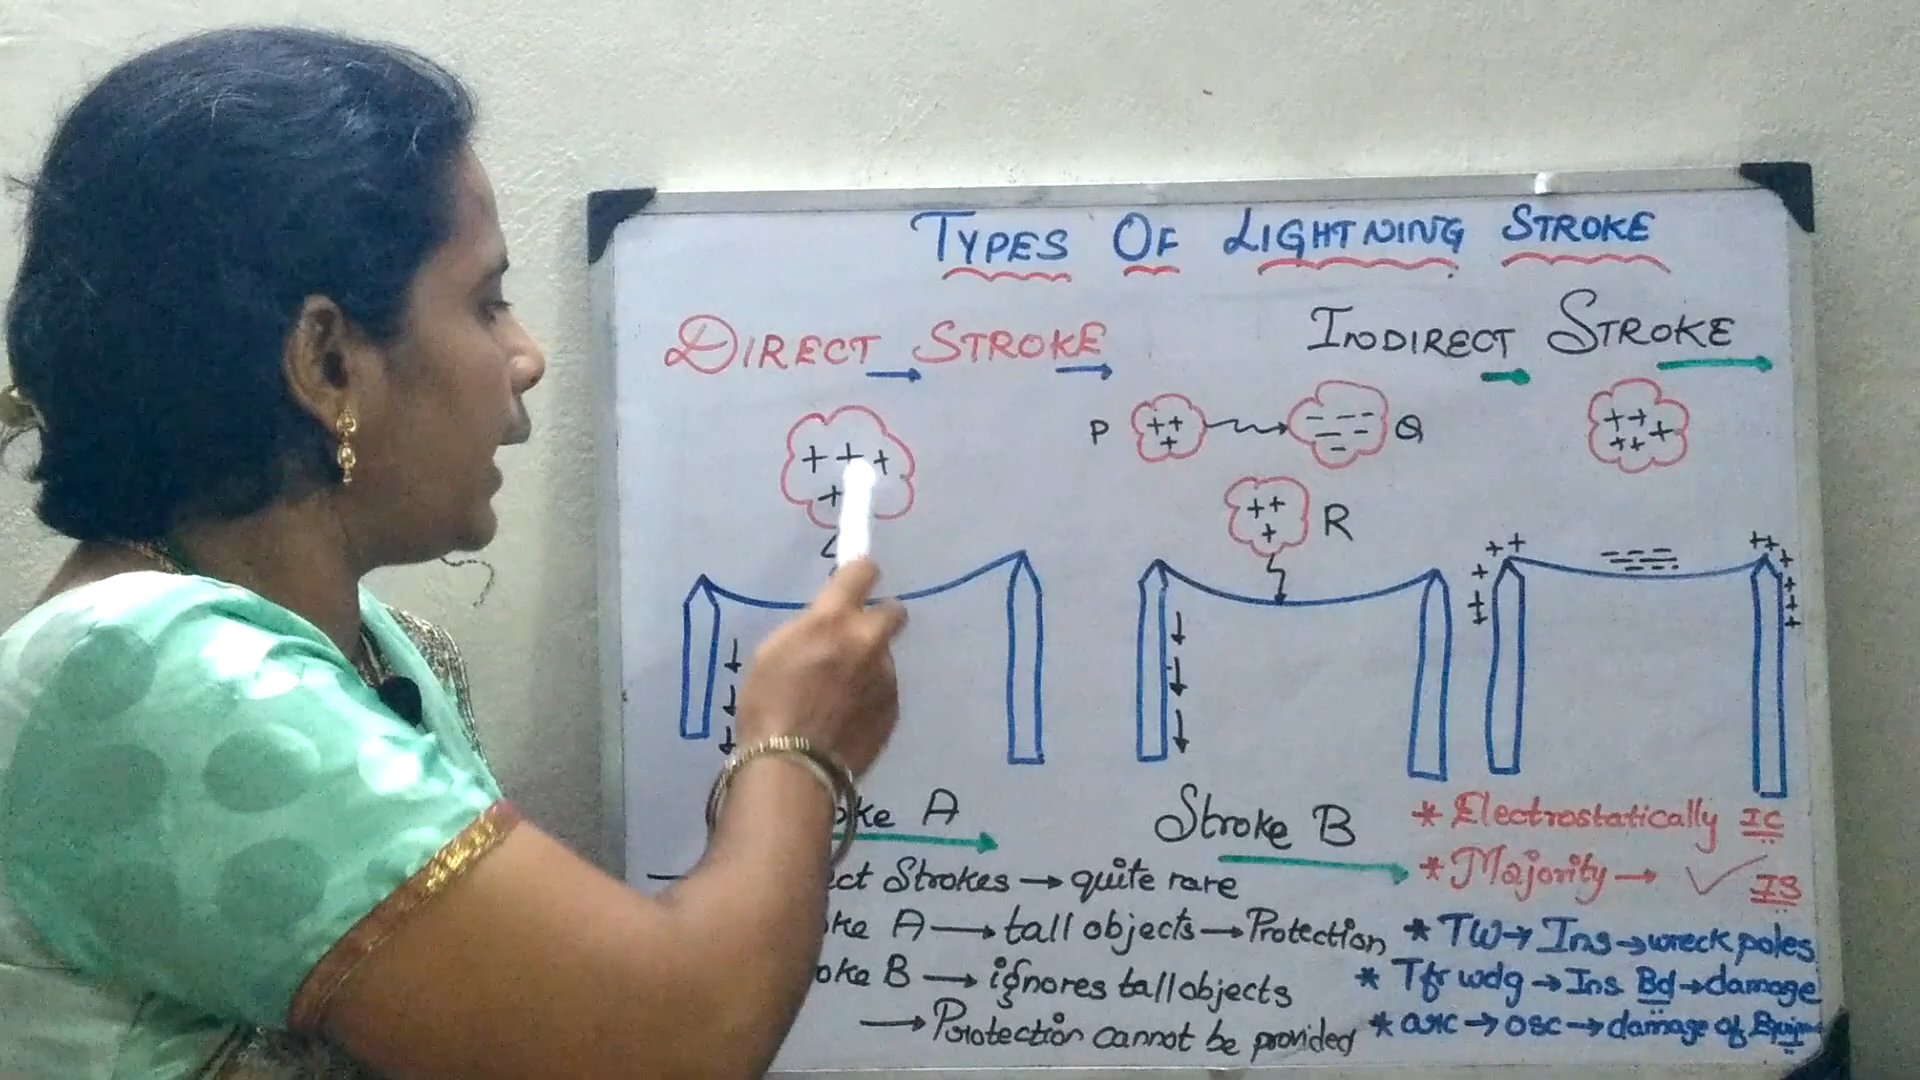 TYPES OF LIGHTNING STROKE
DIRECT STROKE
INDIRECT STROKE
P ++ + - - - - - - Q
++ + +++
+ + + +
++ + R
Stroke B
A
* Electrostatically IC
* Majority → ✓ IS
Strokes → quite rare
A → tall objects → Protection
* TW → Ins → wreck poles
B → ignores tall objects
* Tfr wdg → Ins. Bd → damage
→ Protection cannot be provided
* arc → osc → damage of